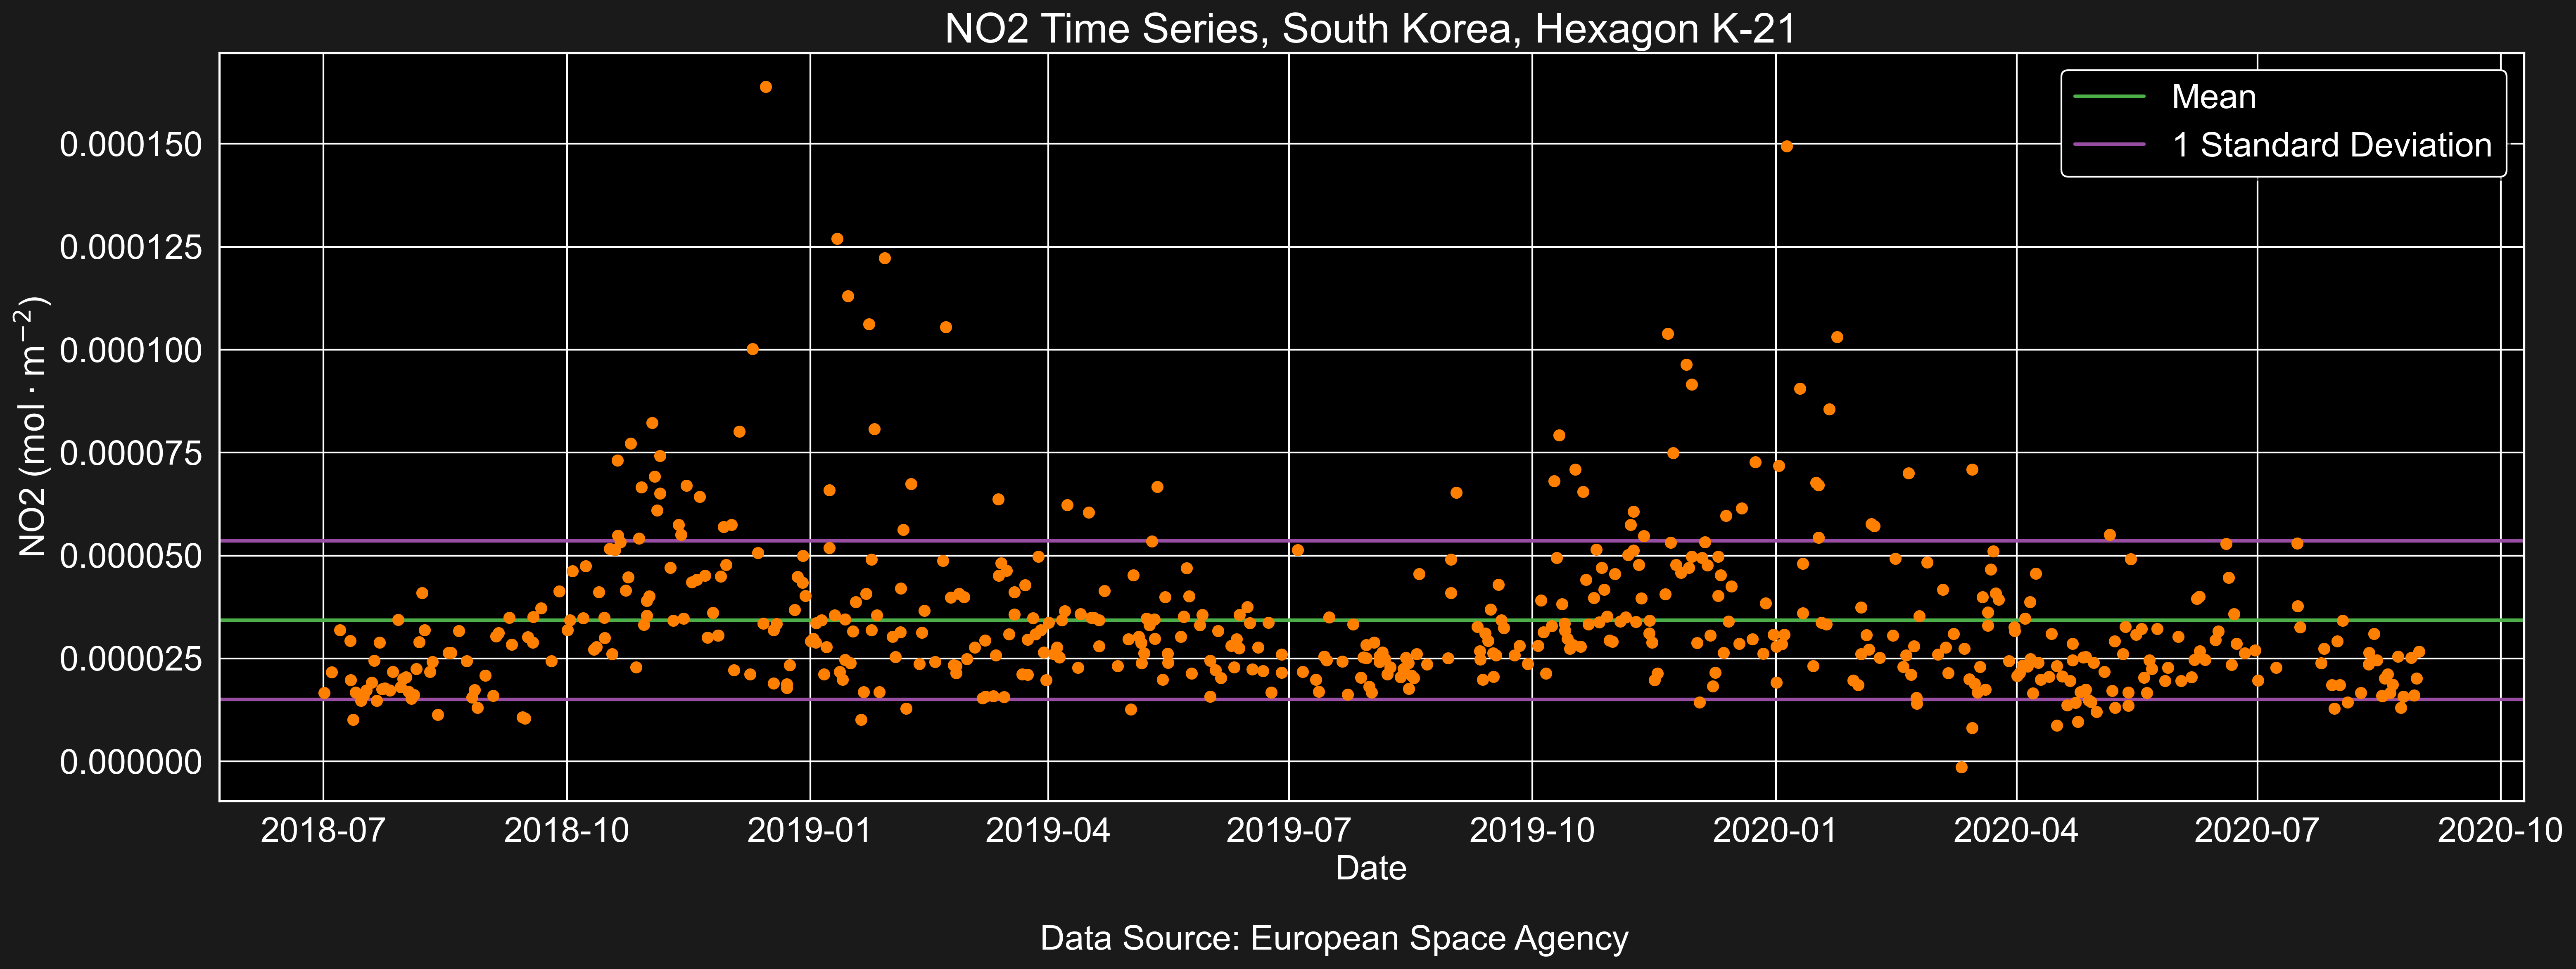 NO2 Time Series, South Korea, Hexagon K-21
Mean
1 Standard Deviation
NO2 (mol · m⁻²)
0.000150
0.000125
0.000100
0.000075
0.000050
0.000025
0.000000
2018-07 2018-10 2019-01 2019-04 2019-07 2019-10 2020-01 2020-04 2020-07 2020-10
Date
Data Source: European Space Agency